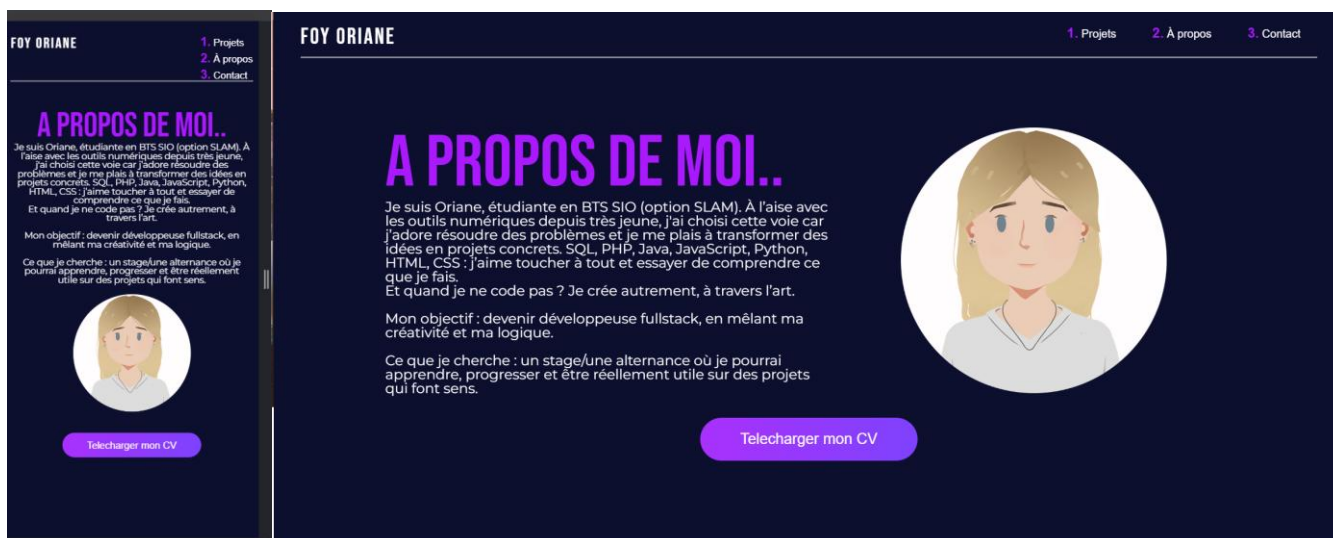 FOY ORIANE
1. Projets
2. À propos
3. Contact
A PROPOS DE MOI..
Je suis Oriane, étudiante en BTS SIO (option SLAM). À
l'aise avec les outils numériques depuis très jeune,
j'ai choisi cette voie car j'adore résoudre des
problèmes et je me plais à transformer des idées en
projets concrets. SQL, PHP, Java, JavaScript, Python,
HTML, CSS : j'aime toucher à tout et essayer de
comprendre ce que je fais.
Et quand je ne code pas ? Je crée autrement, à
travers l'art.
Mon objectif : devenir développeuse fullstack, en
mêlant ma créativité et ma logique.
Ce que je cherche : un stage/une alternance où je
pourrai apprendre, progresser et être réellement
utile sur des projets qui font sens.
Telecharger mon CV
FOY ORIANE
1. Projets 2. À propos 3. Contact
A PROPOS DE MOI..
Je suis Oriane, étudiante en BTS SIO (option SLAM). À l'aise avec
les outils numériques depuis très jeune, j'ai choisi cette voie car
j'adore résoudre des problèmes et je me plais à transformer des
idées en projets concrets. SQL, PHP, Java, JavaScript, Python,
HTML, CSS : j'aime toucher à tout et essayer de comprendre ce
que je fais.
Et quand je ne code pas ? Je crée autrement, à travers l'art.
Mon objectif : devenir développeuse fullstack, en mêlant ma
créativité et ma logique.
Ce que je cherche : un stage/une alternance où je pourrai
apprendre, progresser et être réellement utile sur des projets
qui font sens.
Telecharger mon CV